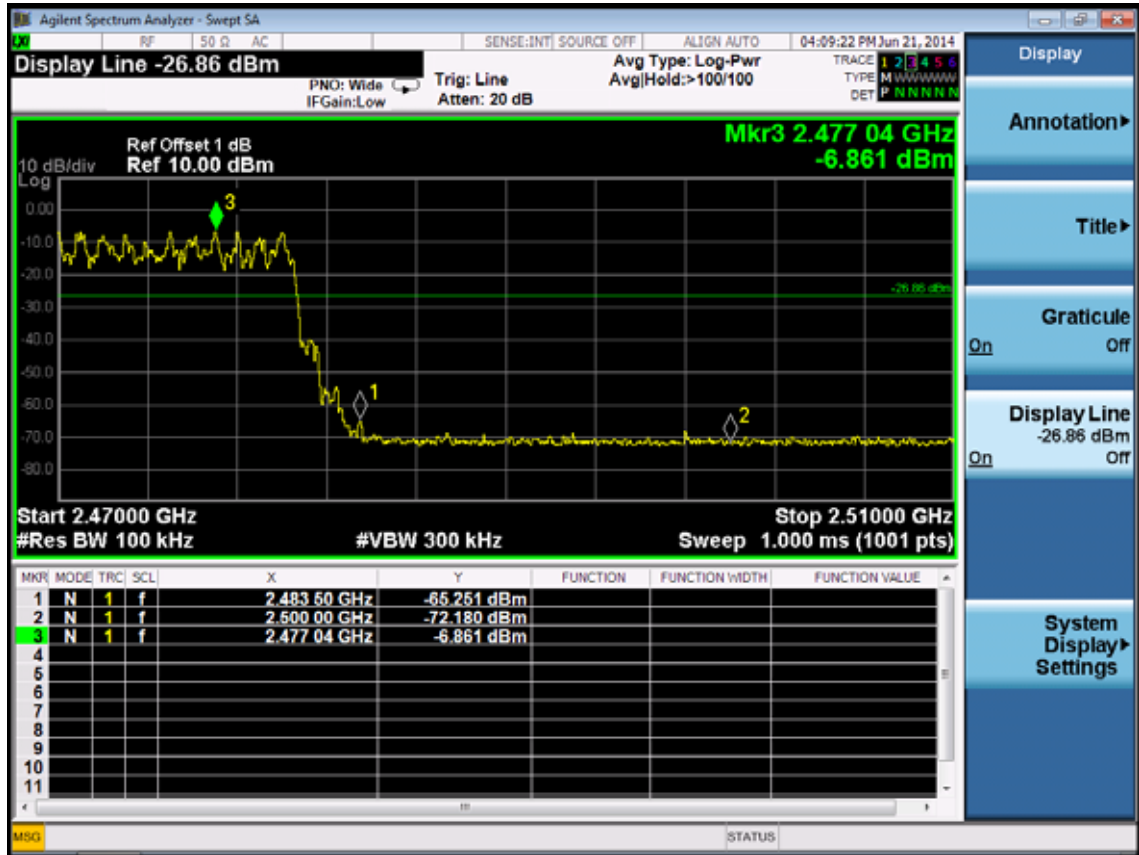 Agilent Spectrum Analyzer - Swept SA
LXI RF 50 Ω AC SENSE:INT SOURCE OFF ALIGN AUTO 04:09:22 PM Jun 21, 2014
Display Line -26.86 dBm
PNO: Wide
IFGain:Low
Trig: Line
Atten: 20 dB
Avg Type: Log-Pwr
Avg|Hold:>100/100
TRACE 1 2 3 4 5 6
TYPE M W W W W W
DET P N N N N N
Ref Offset 1 dB
Ref 10.00 dBm
10 dB/div
Log
Mkr3 2.477 04 GHz
-6.861 dBm
0.00
-10.0
-20.0
-30.0
-40.0
-50.0
-60.0
-70.0
-80.0
3
-26.86 dBm
1
2
Start 2.47000 GHz
Stop 2.51000 GHz
#Res BW 100 kHz
#VBW 300 kHz
Sweep 1.000 ms (1001 pts)
MKR MODE TRC SCL X Y FUNCTION FUNCTION WIDTH FUNCTION VALUE
1 N 1 f 2.483 50 GHz -65.251 dBm
2 N 1 f 2.500 00 GHz -72.180 dBm
3 N 1 f 2.477 04 GHz -6.861 dBm
4
5
6
7
8
9
10
11
MSG
STATUS
Display
Annotation
Title
Graticule
On Off
Display Line
-26.86 dBm
On Off
System
Display
Settings